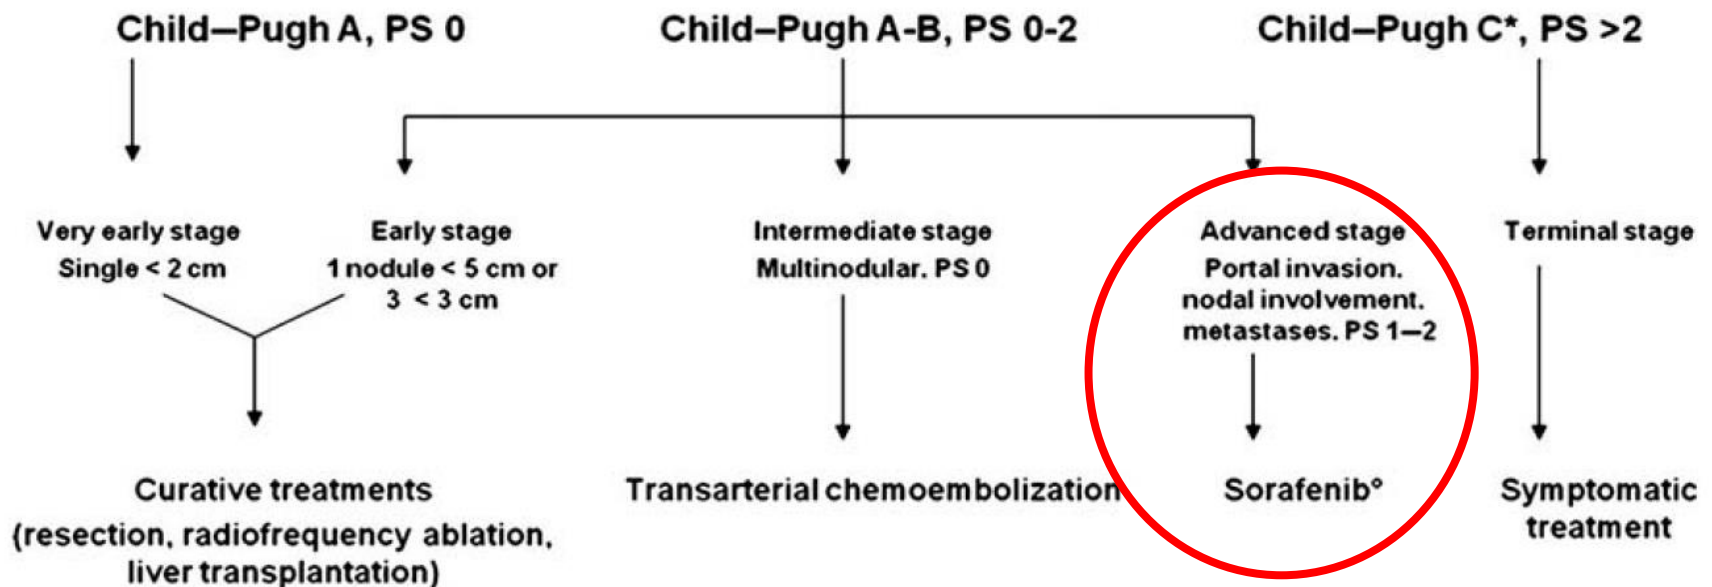 Child–Pugh A, PS 0
Child–Pugh A-B, PS 0-2
Child–Pugh C*, PS >2
Very early stage
Single < 2 cm
Early stage
1 nodule < 5 cm or
3 < 3 cm
Intermediate stage
Multinodular. PS 0
Advanced stage
Portal invasion.
nodal involvement.
metastases. PS 1–2
Terminal stage
Curative treatments
(resection, radiofrequency ablation,
liver transplantation)
Transarterial chemoembolization
Sorafenib°
Symptomatic
treatment